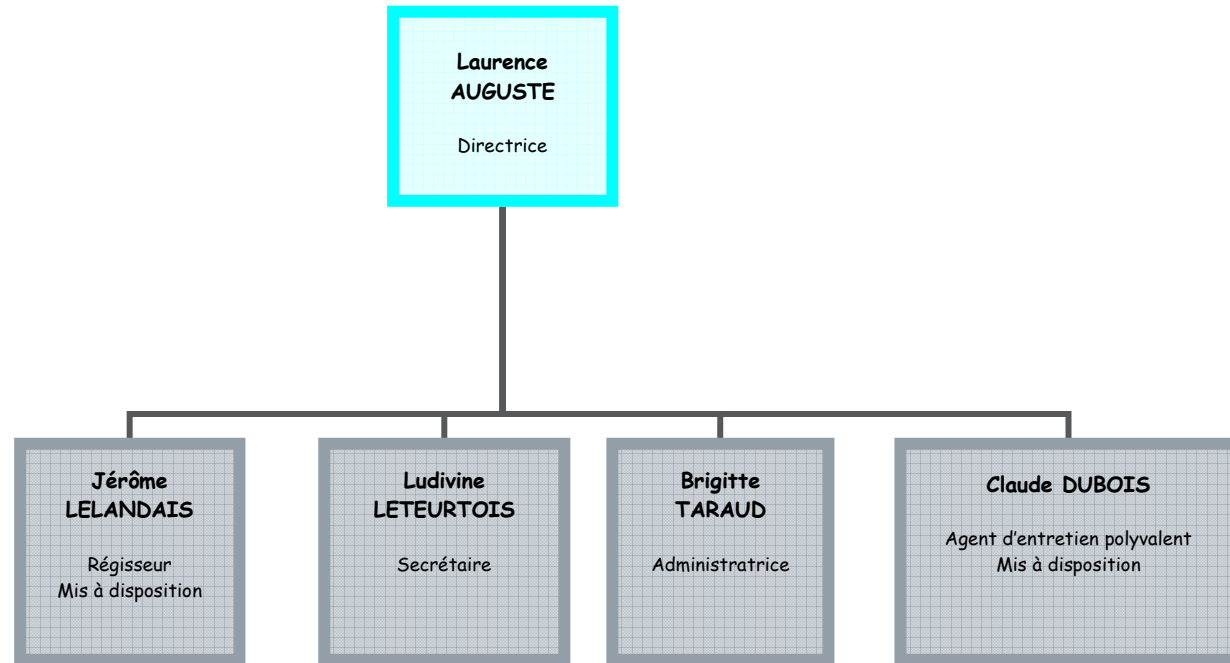 Laurence
AUGUSTE
Directrice
Jérôme
LELANDAIS
Régisseur
Mis à disposition
Ludivine
LETEURTOIS
Secrétaire
Brigitte
TARAUD
Administratrice
Claude DUBOIS
Agent d'entretien polyvalent
Mis à disposition